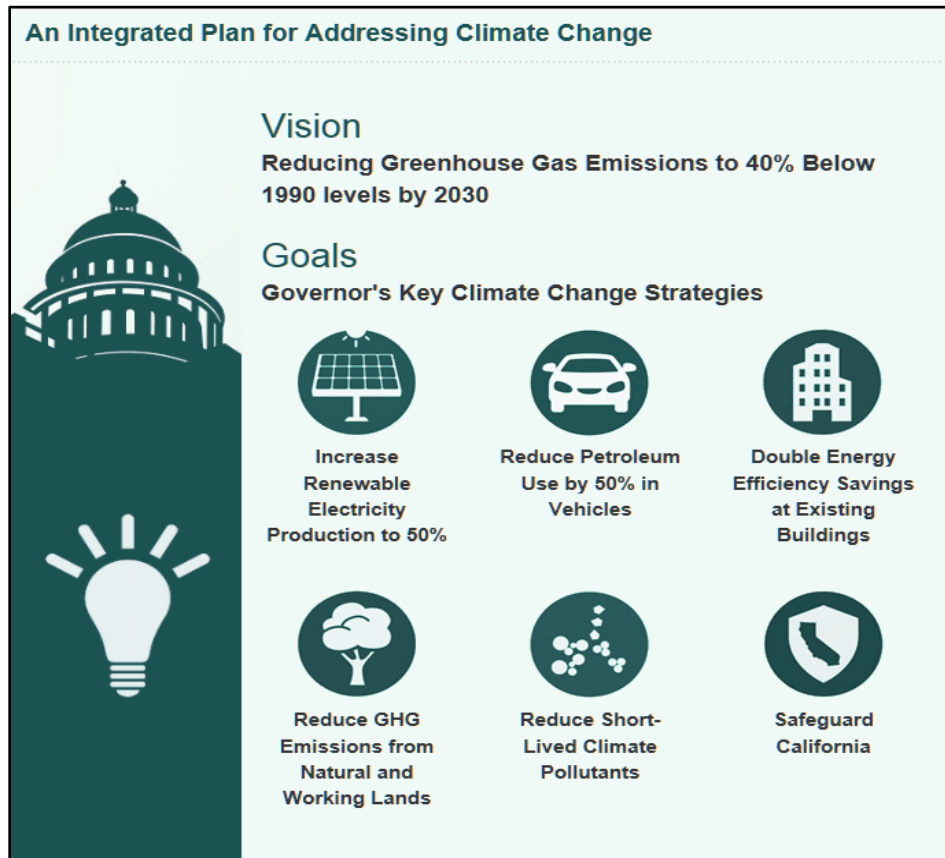 An Integrated Plan for Addressing Climate Change
Vision
Reducing Greenhouse Gas Emissions to 40% Below
1990 levels by 2030
Goals
Governor's Key Climate Change Strategies
Increase
Renewable
Electricity
Production to 50%
Reduce Petroleum
Use by 50% in
Vehicles
Double Energy
Efficiency Savings
at Existing
Buildings
Reduce GHG
Emissions from
Natural and
Working Lands
Reduce Short-
Lived Climate
Pollutants
Safeguard
California